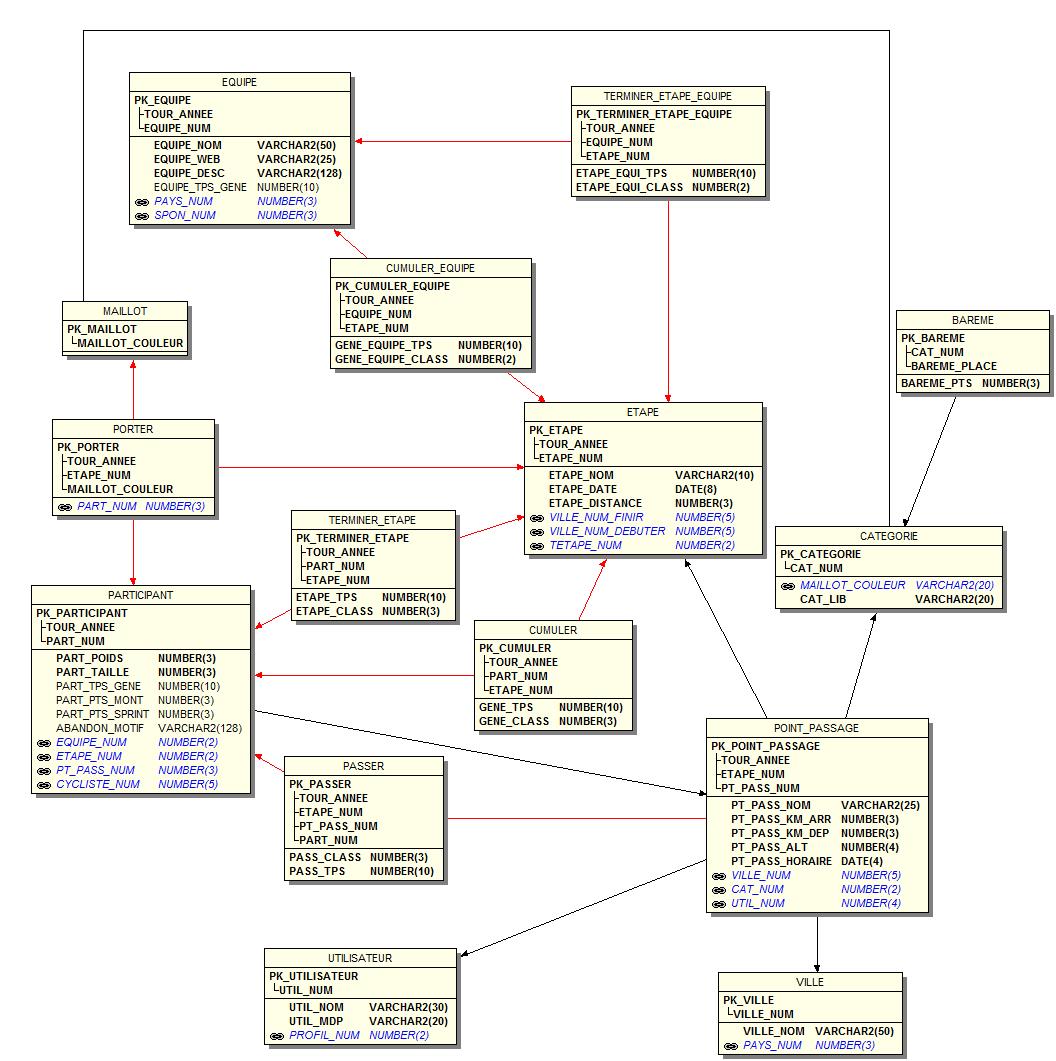 EQUIPE
PK_EQUIPE
TOUR_ANNEE
EQUIPE_NUM
EQUIPE_NOM VARCHAR2(50)
EQUIPE_WEB VARCHAR2(25)
EQUIPE_DESC VARCHAR2(128)
EQUIPE_TPS_GENE NUMBER(10)
PAYS_NUM NUMBER(3)
SPON_NUM NUMBER(3)
TERMINER_ETAPE_EQUIPE
PK_TERMINER_ETAPE_EQUIPE
TOUR_ANNEE
EQUIPE_NUM
ETAPE_NUM
ETAPE_EQUI_TPS NUMBER(10)
ETAPE_EQUI_CLASS NUMBER(2)
CUMULER_EQUIPE
PK_CUMULER_EQUIPE
TOUR_ANNEE
EQUIPE_NUM
ETAPE_NUM
GENE_EQUIPE_TPS NUMBER(10)
GENE_EQUIPE_CLASS NUMBER(2)
MAILLOT
PK_MAILLOT
MAILLOT_COULEUR
BAREME
PK_BAREME
CAT_NUM
BAREME_PLACE
BAREME_PTS NUMBER(3)
PORTER
PK_PORTER
TOUR_ANNEE
ETAPE_NUM
MAILLOT_COULEUR
PART_NUM NUMBER(3)
ETAPE
PK_ETAPE
TOUR_ANNEE
ETAPE_NUM
ETAPE_NOM VARCHAR2(10)
ETAPE_DATE DATE(8)
ETAPE_DISTANCE NUMBER(3)
VILLE_NUM_FINIR NUMBER(5)
VILLE_NUM_DEBUTER NUMBER(5)
TETAPE_NUM NUMBER(2)
TERMINER_ETAPE
PK_TERMINER_ETAPE
TOUR_ANNEE
PART_NUM
ETAPE_NUM
ETAPE_TPS NUMBER(10)
ETAPE_CLASS NUMBER(3)
CATEGORIE
PK_CATEGORIE
CAT_NUM
MAILLOT_COULEUR VARCHAR2(20)
CAT_LIB VARCHAR2(20)
PARTICIPANT
PK_PARTICIPANT
TOUR_ANNEE
PART_NUM
PART_POIDS NUMBER(3)
PART_TAILLE NUMBER(3)
PART_TPS_GENE NUMBER(10)
PART_PTS_MONT NUMBER(3)
PART_PTS_SPRINT NUMBER(3)
ABANDON_MOTIF VARCHAR2(128)
EQUIPE_NUM NUMBER(2)
ETAPE_NUM NUMBER(2)
PT_PASS_NUM NUMBER(3)
CYCLISTE_NUM NUMBER(5)
CUMULER
PK_CUMULER
TOUR_ANNEE
PART_NUM
ETAPE_NUM
GENE_TPS NUMBER(10)
GENE_CLASS NUMBER(3)
POINT_PASSAGE
PK_POINT_PASSAGE
TOUR_ANNEE
ETAPE_NUM
PT_PASS_NUM
PT_PASS_NOM VARCHAR2(25)
PT_PASS_KM_ARR NUMBER(3)
PT_PASS_KM_DEP NUMBER(3)
PT_PASS_ALT NUMBER(4)
PT_PASS_HORAIRE DATE(4)
VILLE_NUM NUMBER(5)
CAT_NUM NUMBER(2)
UTIL_NUM NUMBER(4)
PASSER
PK_PASSER
TOUR_ANNEE
ETAPE_NUM
PT_PASS_NUM
PART_NUM
PASS_CLASS NUMBER(3)
PASS_TPS NUMBER(10)
UTILISATEUR
PK_UTILISATEUR
UTIL_NUM
UTIL_NOM VARCHAR2(30)
UTIL_MDP VARCHAR2(20)
PROFIL_NUM NUMBER(2)
VILLE
PK_VILLE
VILLE_NUM
VILLE_NOM VARCHAR2(50)
PAYS_NUM NUMBER(3)